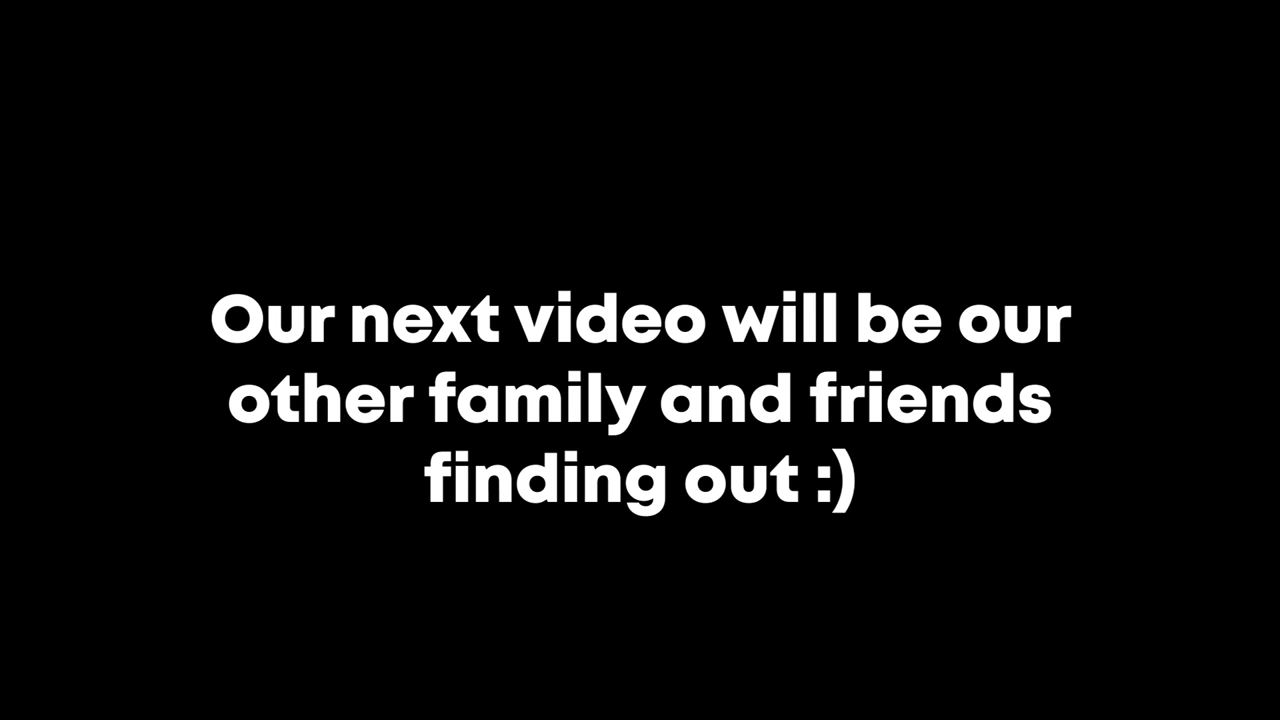 Our next video will be our
other family and friends
finding out :)